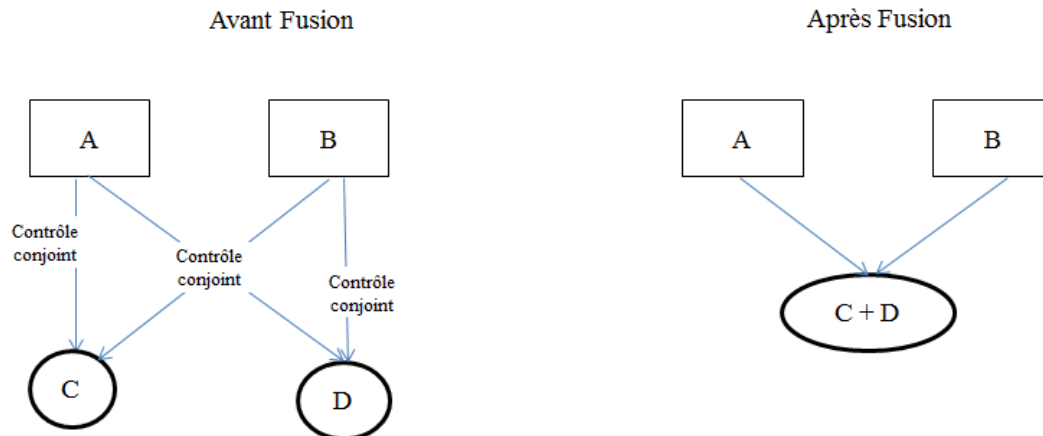 Avant Fusion
Après Fusion
A
B
A
B
Contrôle
conjoint
Contrôle
conjoint
Contrôle
conjoint
C + D
C
D